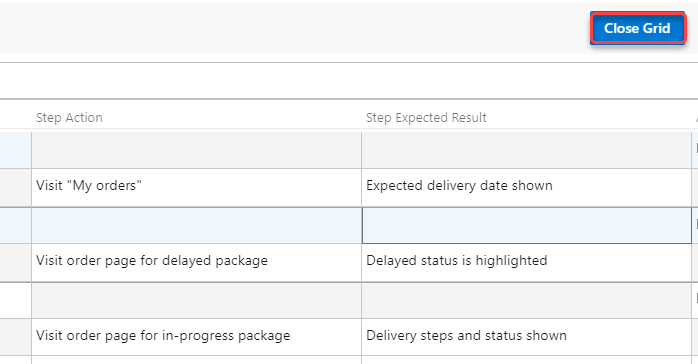 Close Grid
Step Action Step Expected Result
Visit "My orders" Expected delivery date shown
Visit order page for delayed package Delayed status is highlighted
Visit order page for in-progress package Delivery steps and status shown